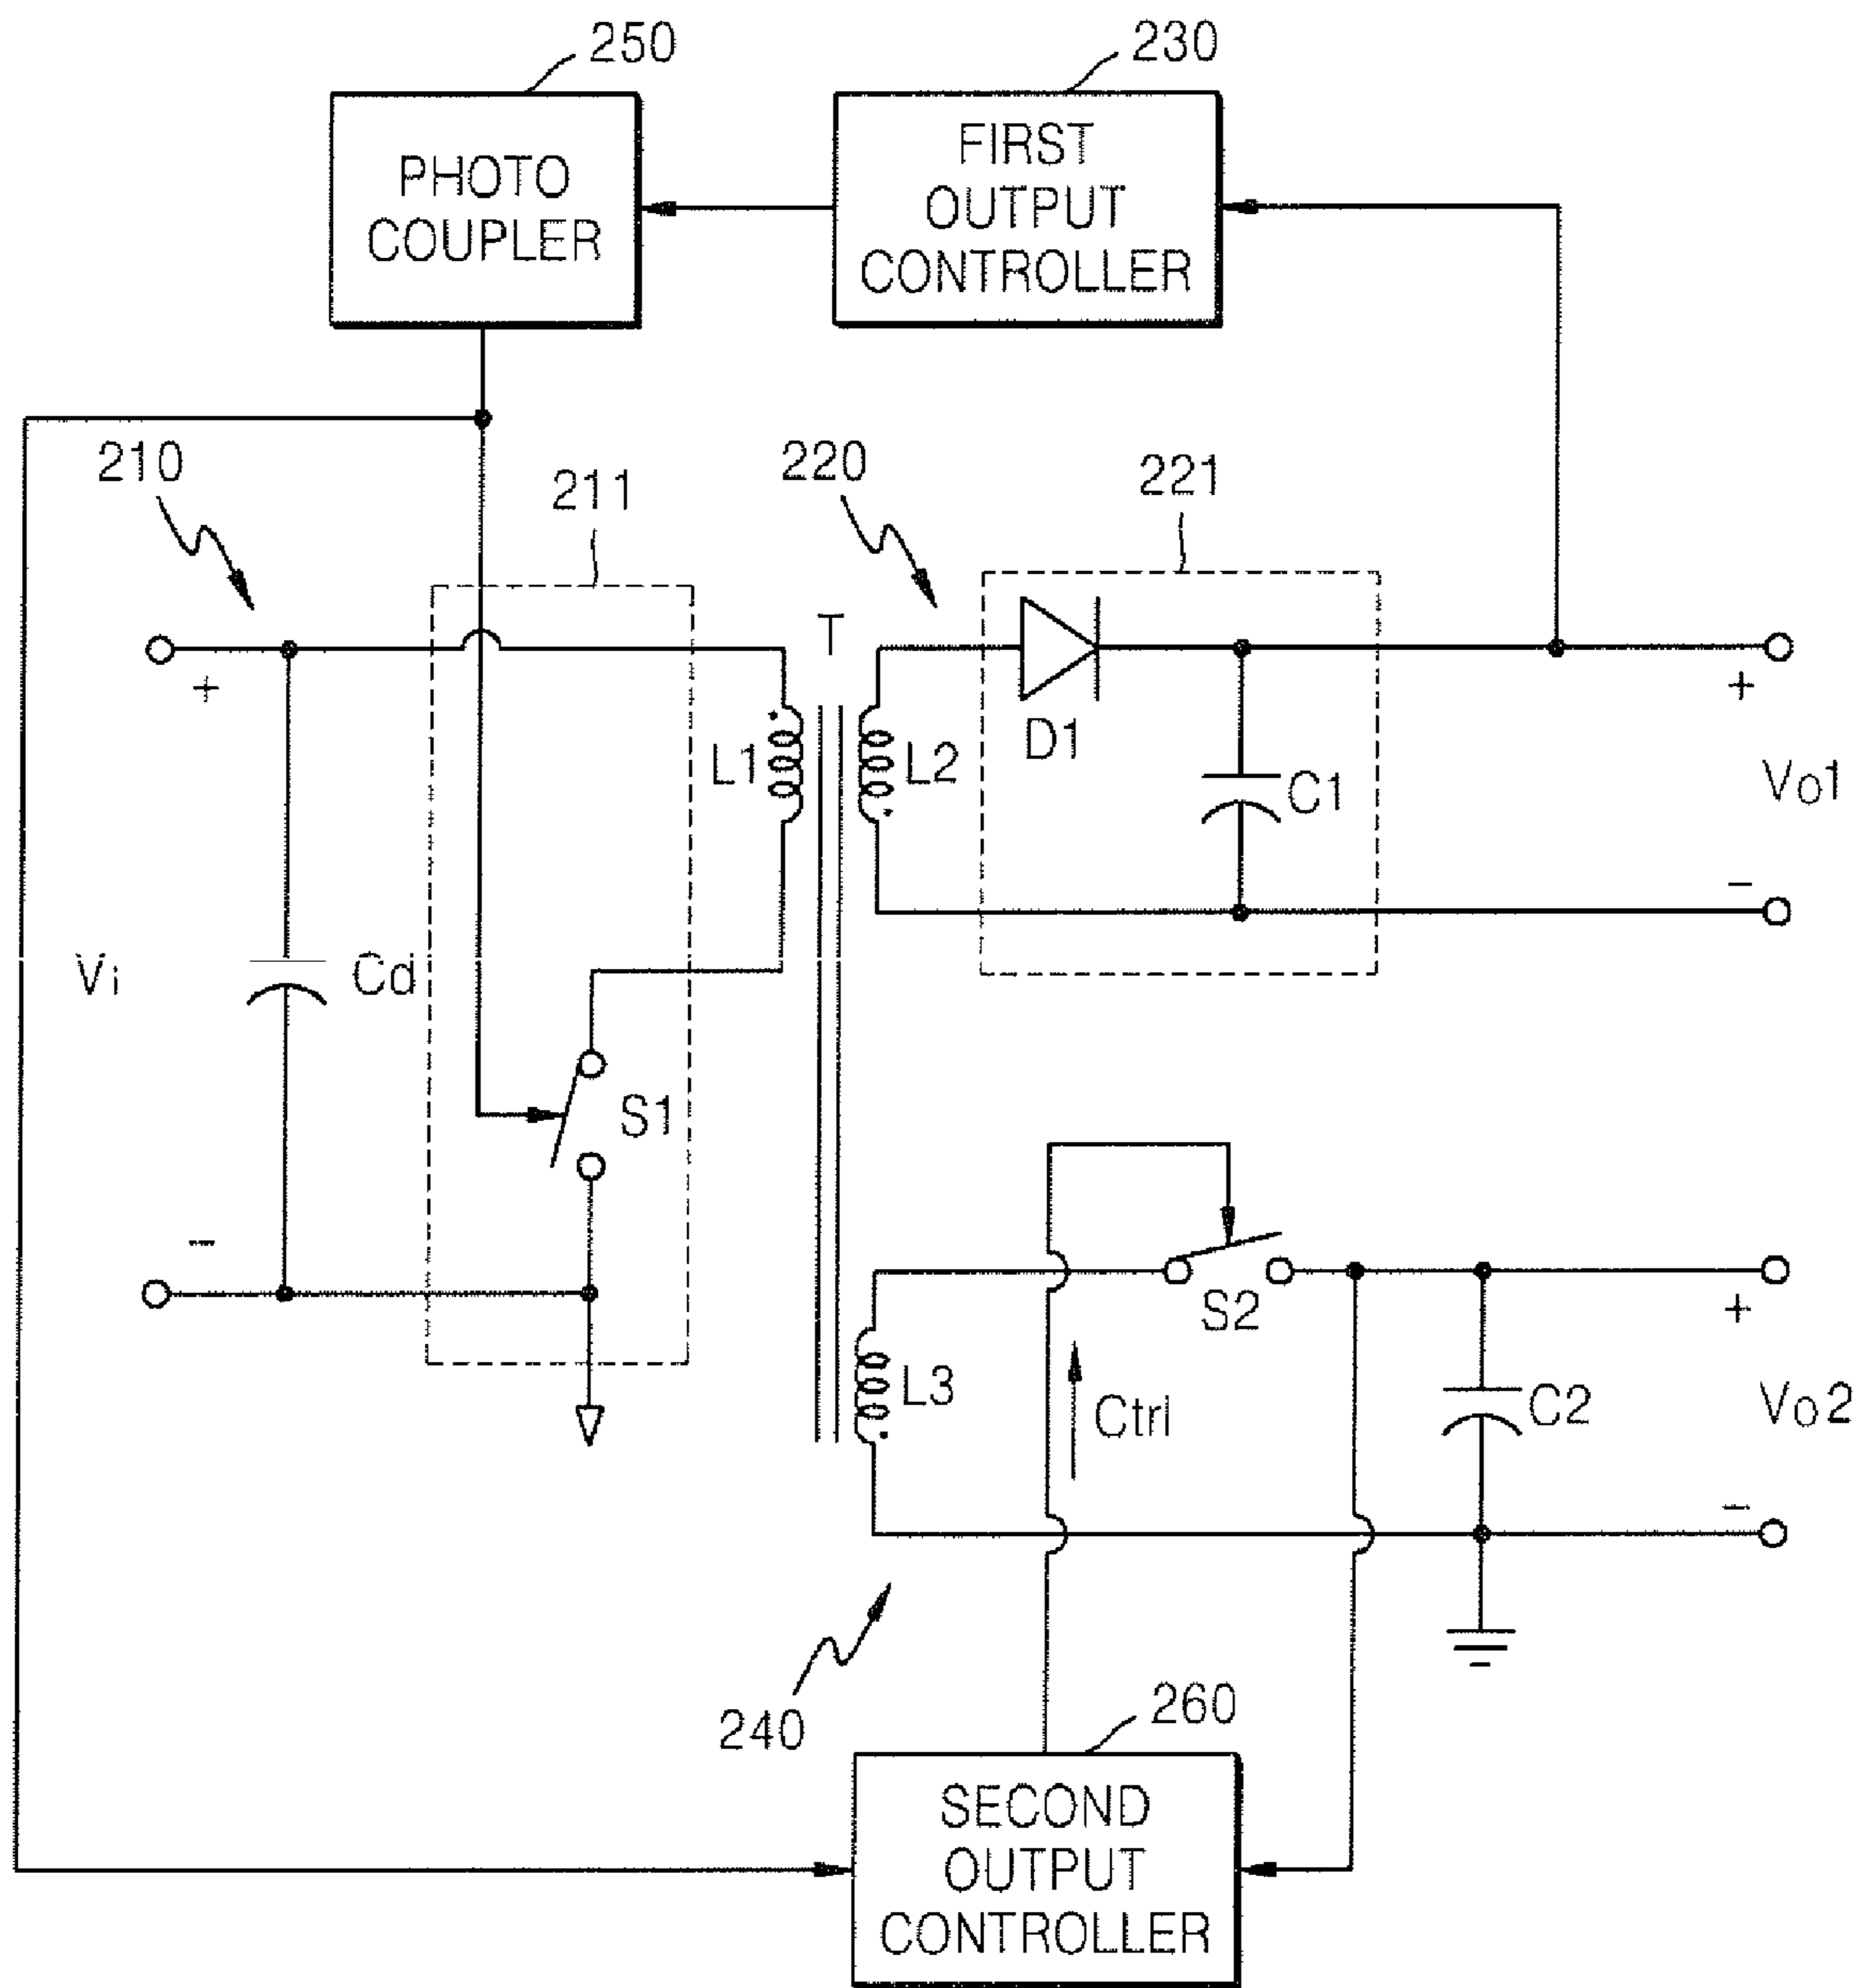 250
230
PHOTO
COUPLER
FIRST
OUTPUT
CONTROLLER
210
211
220
221
T
+
L1
L2
D1
C1
+
Vo1
-
Vi
Cd
S1
-
S2
+
L3
Ctrl
C2
Vo2
-
240
260
SECOND
OUTPUT
CONTROLLER